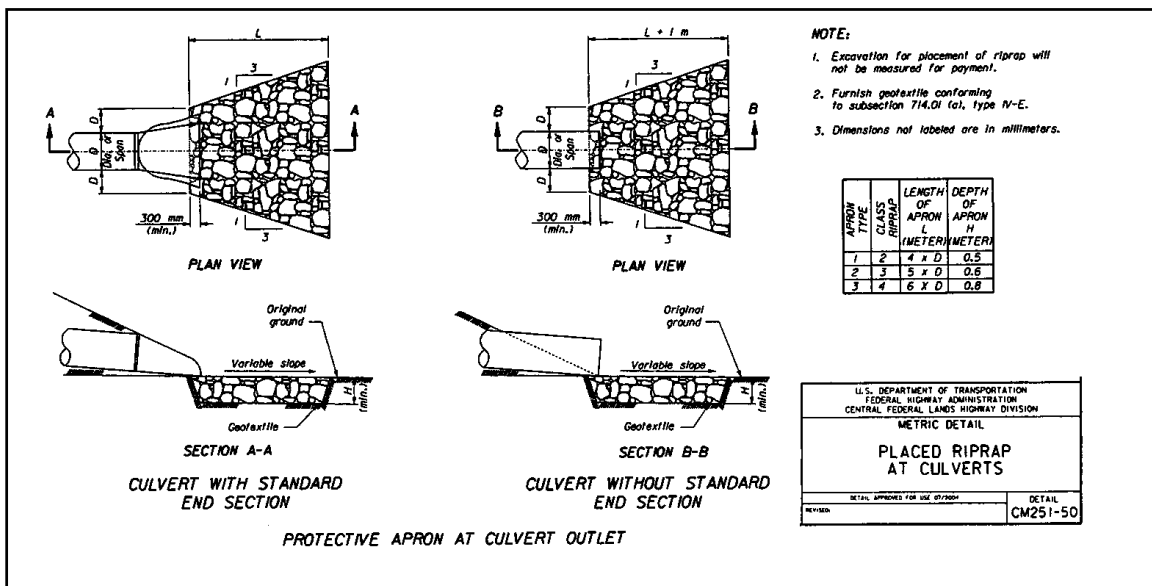 L
3
1
A
A
D
D
D
Dia. or
Span
300 mm
(min.)
1
3
PLAN VIEW
L + 1 m
3
1
B
B
D
D
D
Dia. or
Span
300 mm
(min.)
1
3
PLAN VIEW
NOTE:
1. Excavation for placement of riprap will
not be measured for payment.
2. Furnish geotextile conforming
to subsection 714.01 (a), type IV-E.
3. Dimensions not labeled are in millimeters.
APRON TYPE CLASS RIPRAP LENGTH OF APRON L (METER) DEPTH OF APRON H (METER)
1 2 4 x D 0.5
2 3 5 x D 0.6
3 4 6 X D 0.8
Original
ground
Variable slope
H
(min.)
Geotextile
SECTION A-A
CULVERT WITH STANDARD
END SECTION
Original
ground
Variable slope
H
(min.)
Geotextile
SECTION B-B
CULVERT WITHOUT STANDARD
END SECTION
PROTECTIVE APRON AT CULVERT OUTLET
U.S. DEPARTMENT OF TRANSPORTATION
FEDERAL HIGHWAY ADMINISTRATION
CENTRAL FEDERAL LANDS HIGHWAY DIVISION
METRIC DETAIL
PLACED RIPRAP
AT CULVERTS
DETAIL APPROVED FOR USE 07/2004
REVISED:
DETAIL
CM251-50